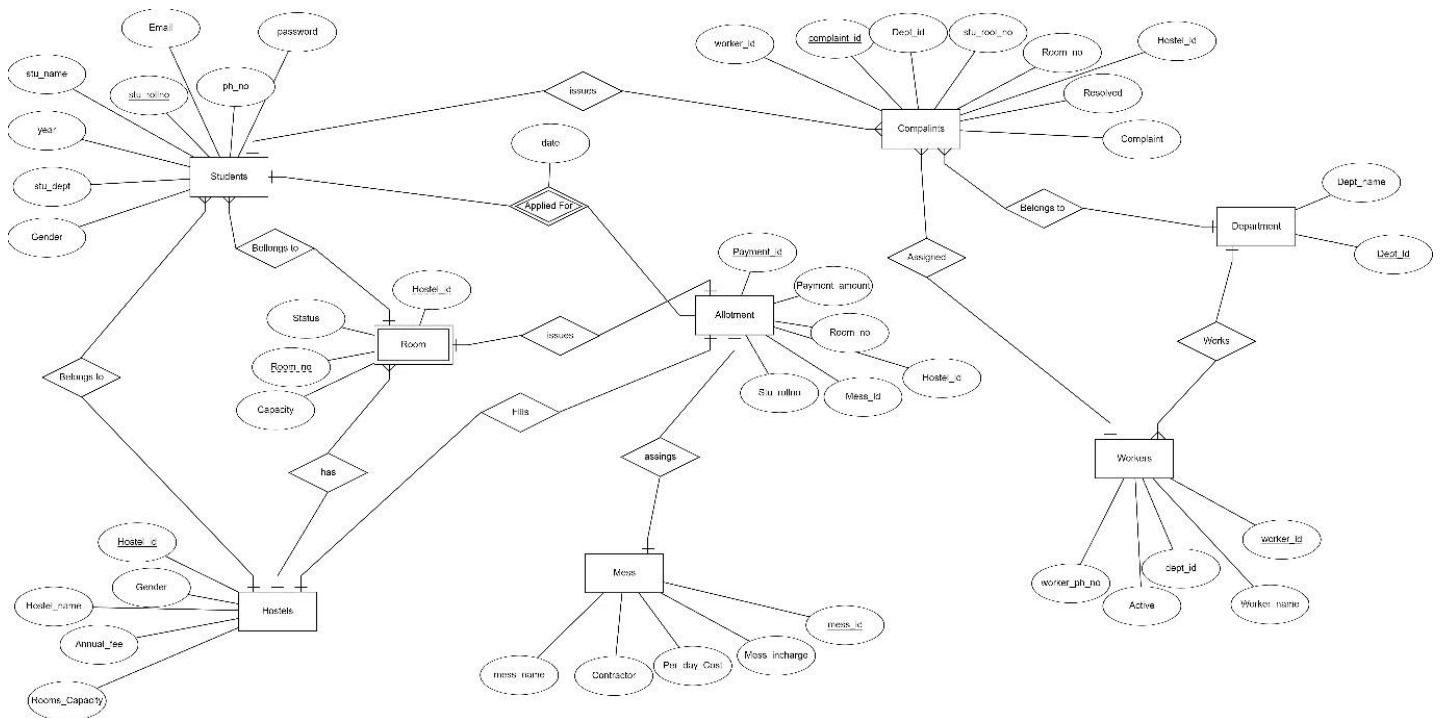 Email
password
stu_name
stu_rollno
ph_no
year
Students
stu_dept
Gender
issues
date
Applied For
worker_id
complaint_id
Dept_id
stu_rool_no
Room_no
Hostel_id
Resolved
Compalints
Complaint
Belongs to
Dept_name
Department
Dept_Id
Assigned
Bellongs to
Hostel_id
Status
Room
Room_no
Capacity
issues
Payment_id
Payment_amount
Allotment
Room_no
Hostel_id
Stu_rollno
Mess_Id
Works
Belongs to
has
assings
Workers
worker_id
dept_id
worker_ph_no
Active
Worker_name
Hostel_id
Gender
Hostel_name
Hostels
Annual_fee
Rooms_Capacity
Mess
mess_id
mess_name
Contractor
Per_day_Cost
Mess_incharge